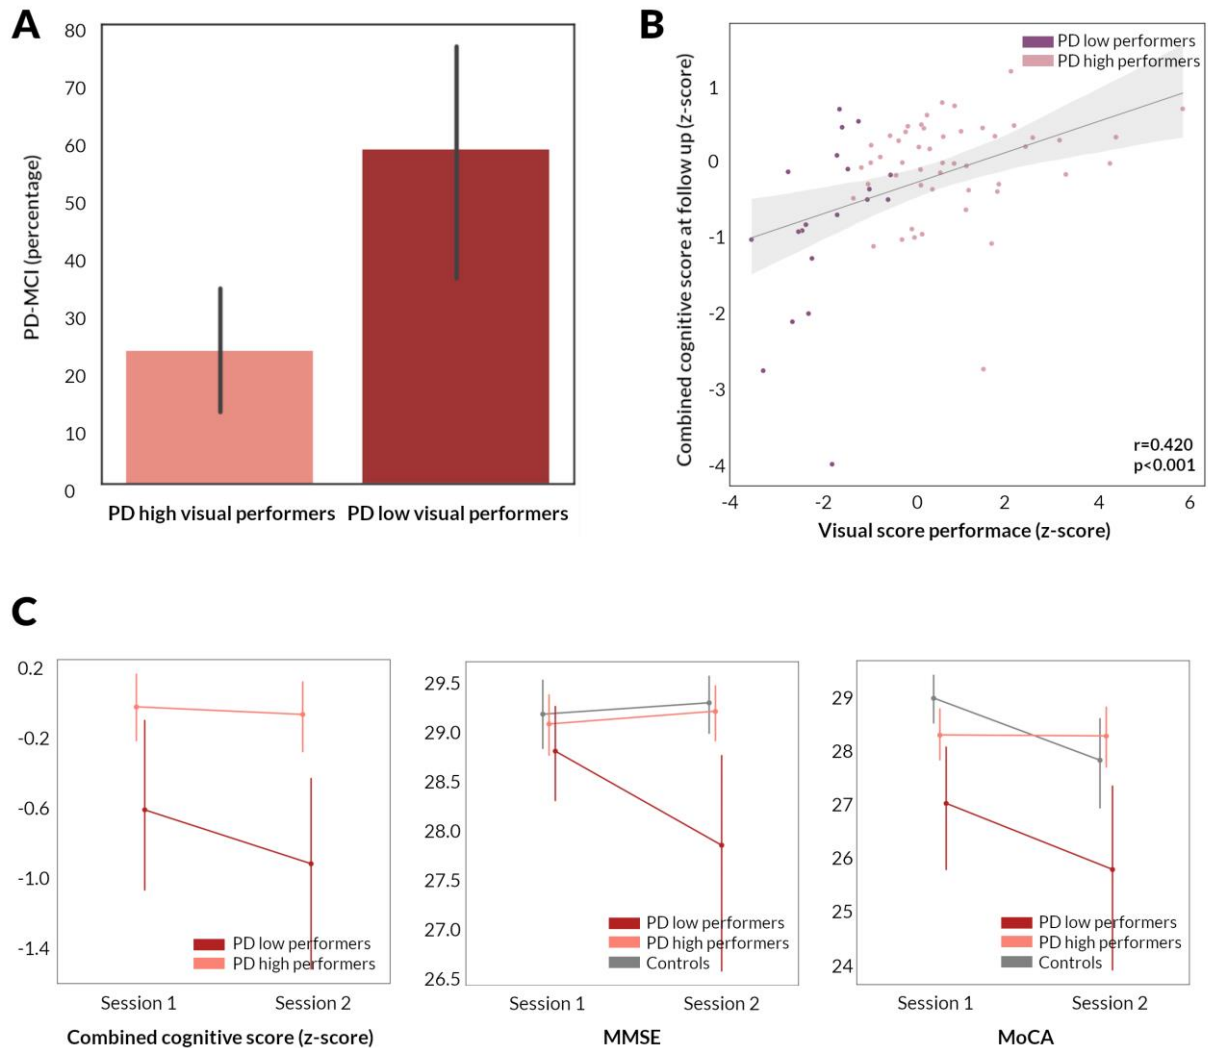 A
80
70
60
50
40
30
20
10
0
PD-MCI (percentage)
PD high visual performers
PD low visual performers
B
PD low performers
PD high performers
1
0
-1
-2
-3
-4
Combined cognitive score at follow up (z-score)
r=0.420
p<0.001
-4
-2
0
2
4
6
Visual score performace (z-score)
C
0.2
-0.2
-0.6
-1.0
-1.4
PD low performers
PD high performers
Session 1
Session 2
Combined cognitive score (z-score)
29.5
29.0
28.5
28.0
27.5
27.0
26.5
PD low performers
PD high performers
Controls
Session 1
Session 2
MMSE
29
28
27
26
25
24
PD low performers
PD high performers
Controls
Session 1
Session 2
MoCA